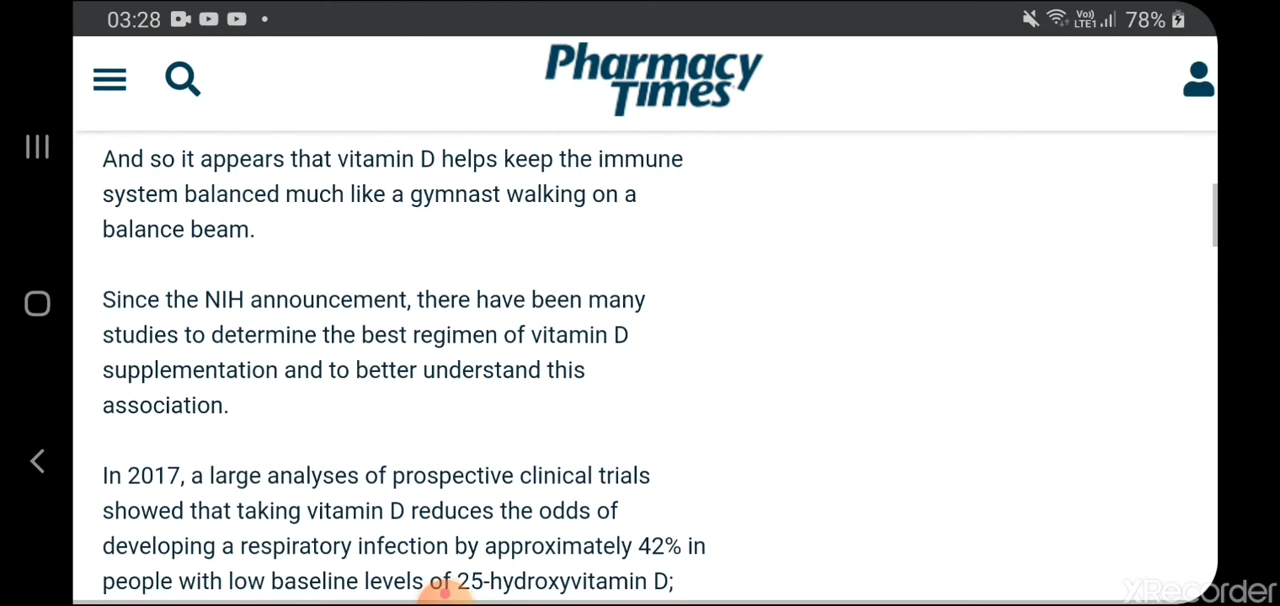 03:28
Vo))
LTE1
78%
Pharmacy
Times
And so it appears that vitamin D helps keep the immune
system balanced much like a gymnast walking on a
balance beam.
Since the NIH announcement, there have been many
studies to determine the best regimen of vitamin D
supplementation and to better understand this
association.
In 2017, a large analyses of prospective clinical trials
showed that taking vitamin D reduces the odds of
developing a respiratory infection by approximately 42% in
people with low baseline levels of 25-hydroxyvitamin D;
XRecorder